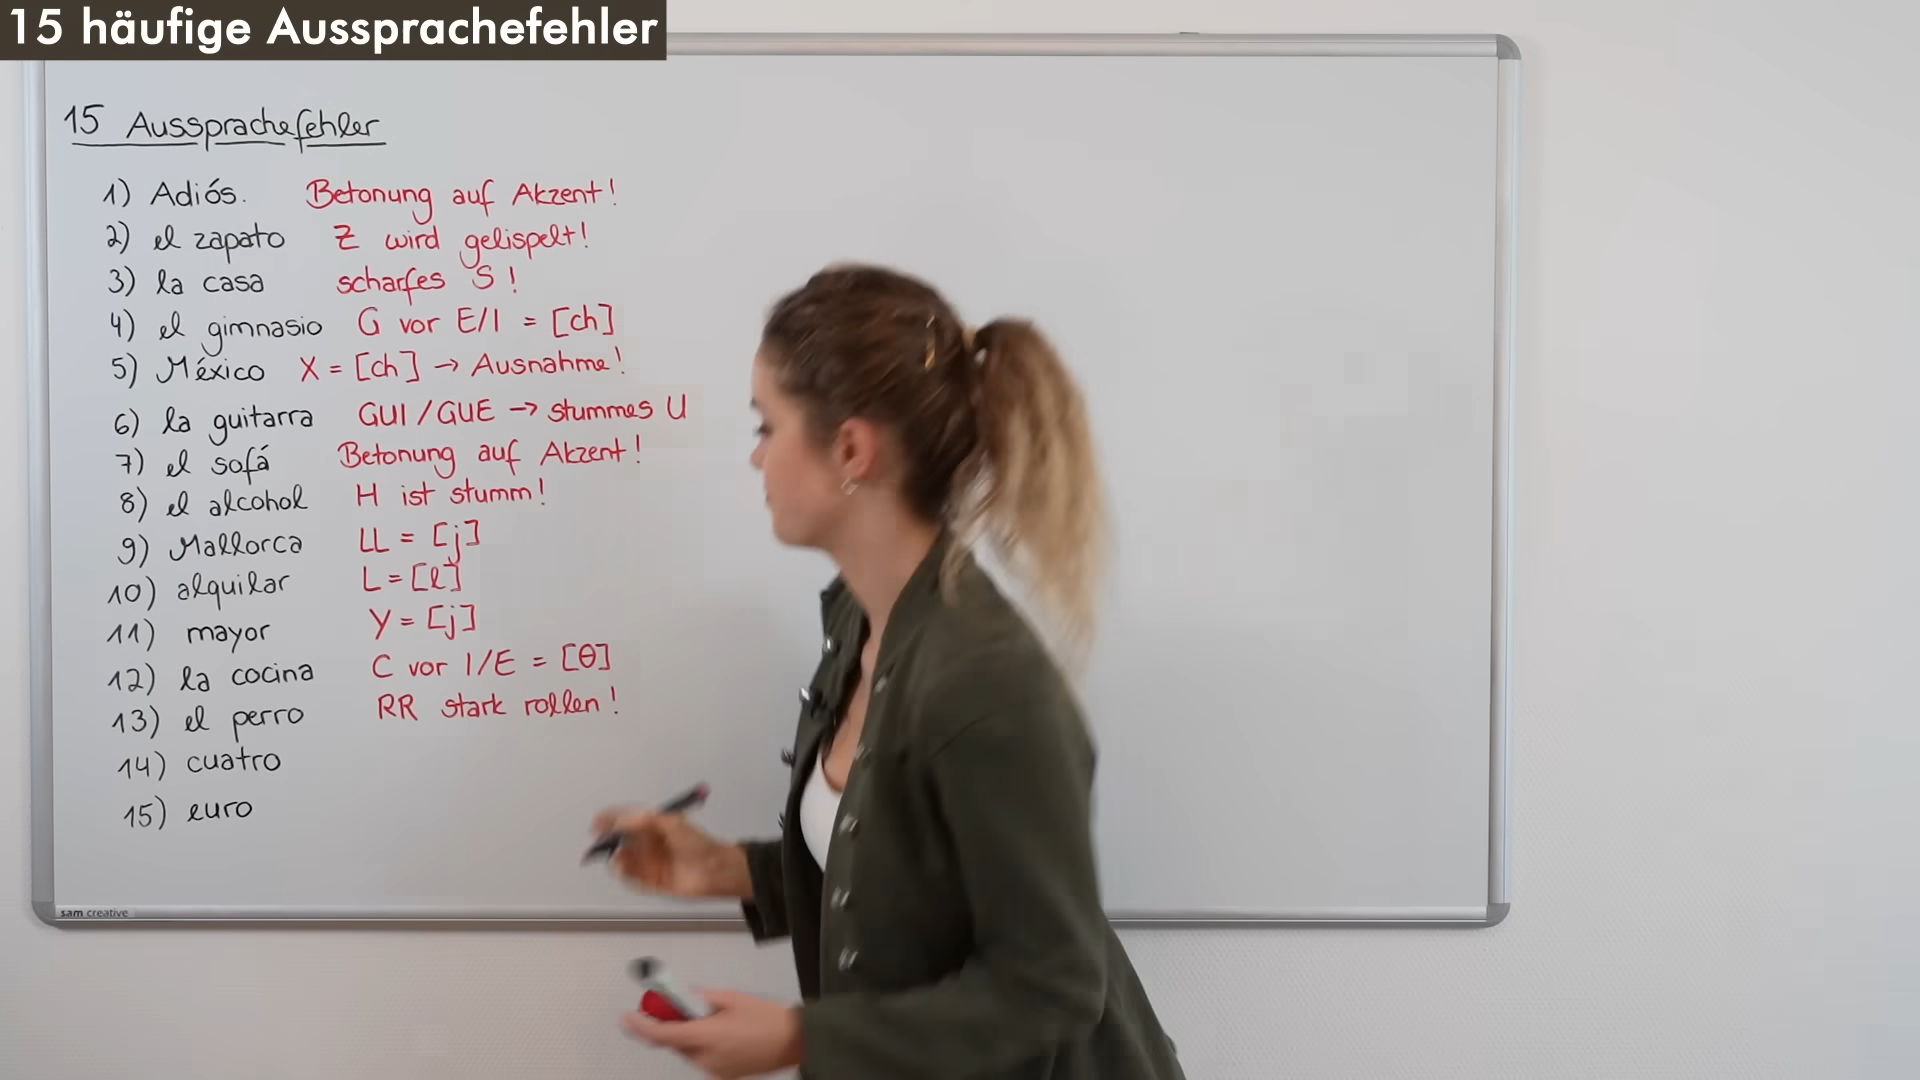 15 häufige Aussprachefehler
15 Aussprachefehler
1) Adiós. Betonung auf Akzent!
2) el zapato Z wird gelispelt!
3) la casa scharfes S!
4) el gimnasio G vor E/I = [ch]
5) México X = [ch] → Ausnahme!
6) la guitarra GUI/GUE → stummes U
7) el sofá Betonung auf Akzent!
8) el alcohol H ist stumm!
9) Mallorca LL = [j]
10) alquilar L = [l]
11) mayor Y = [j]
12) la cocina C vor I/E = [θ]
13) el perro RR stark rollen!
14) cuatro
15) euro
sam creative